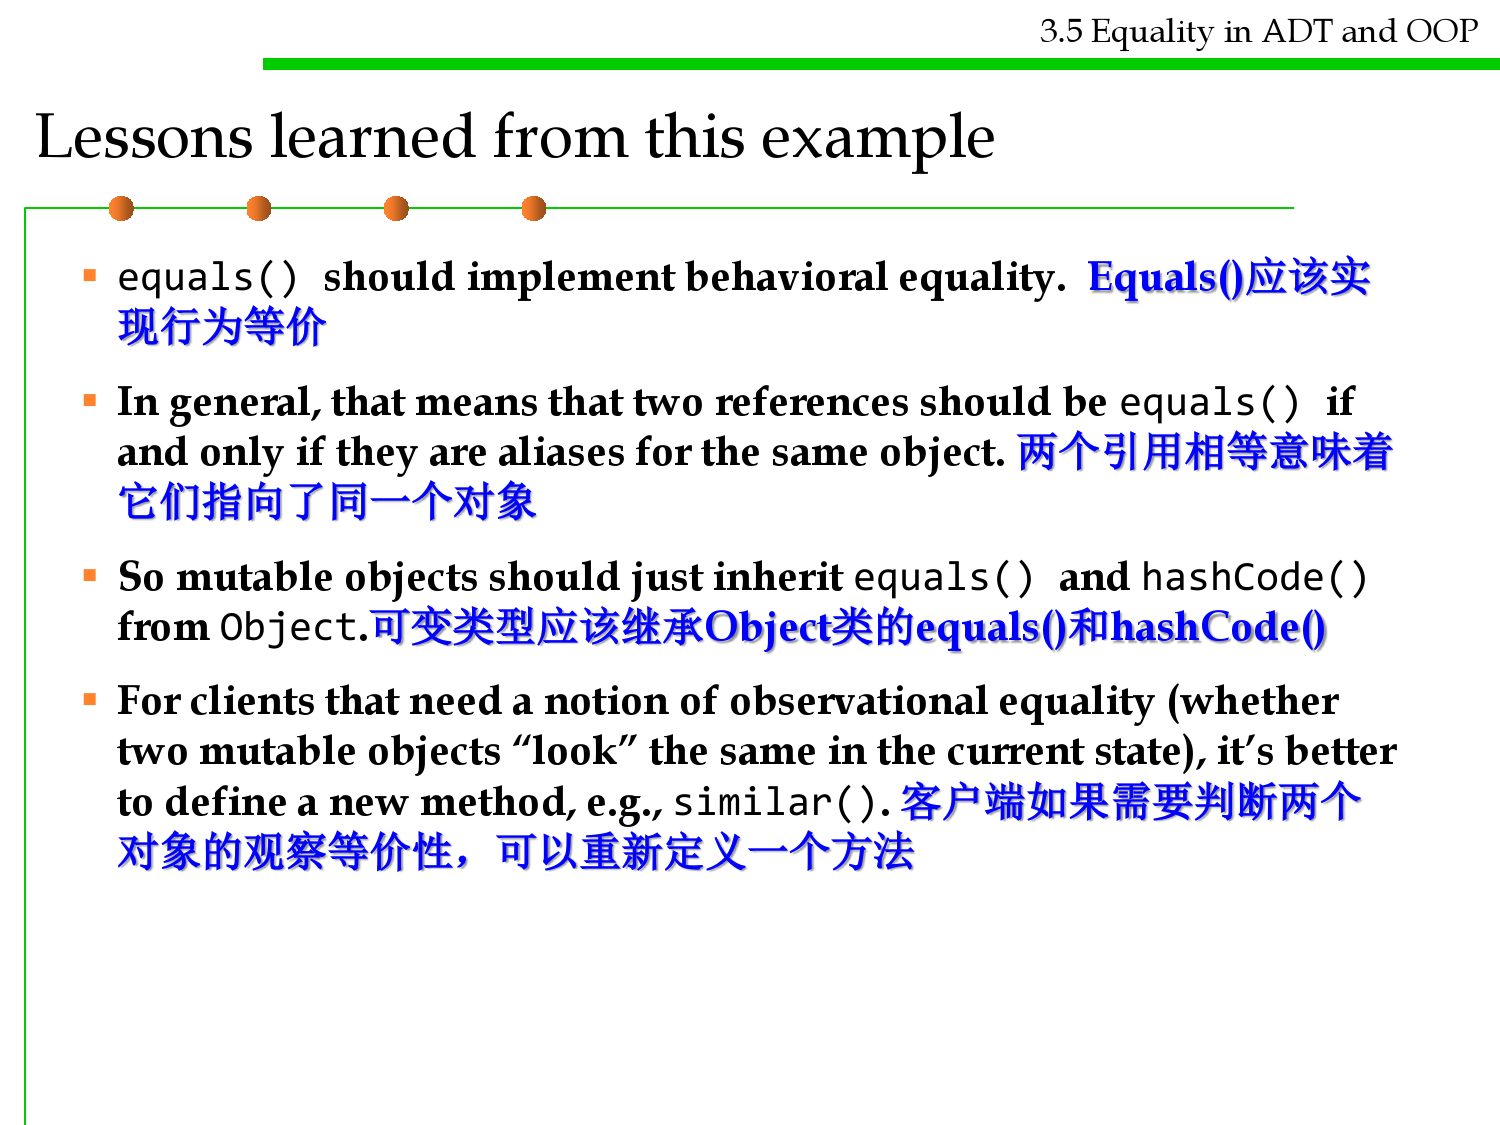 3.5 Equality in ADT and OOP
Lessons learned from this example
equals() should implement behavioral equality. Equals()应该实
现行为等价
In general, that means that two references should be equals() if
and only if they are aliases for the same object. 两个引用相等意味着
它们指向了同一个对象
So mutable objects should just inherit equals() and hashCode()
from Object.可变类型应该继承Object类的equals()和hashCode()
For clients that need a notion of observational equality (whether
two mutable objects “look” the same in the current state), it’s better
to define a new method, e.g., similar(). 客户端如果需要判断两个
对象的观察等价性，可以重新定义一个方法